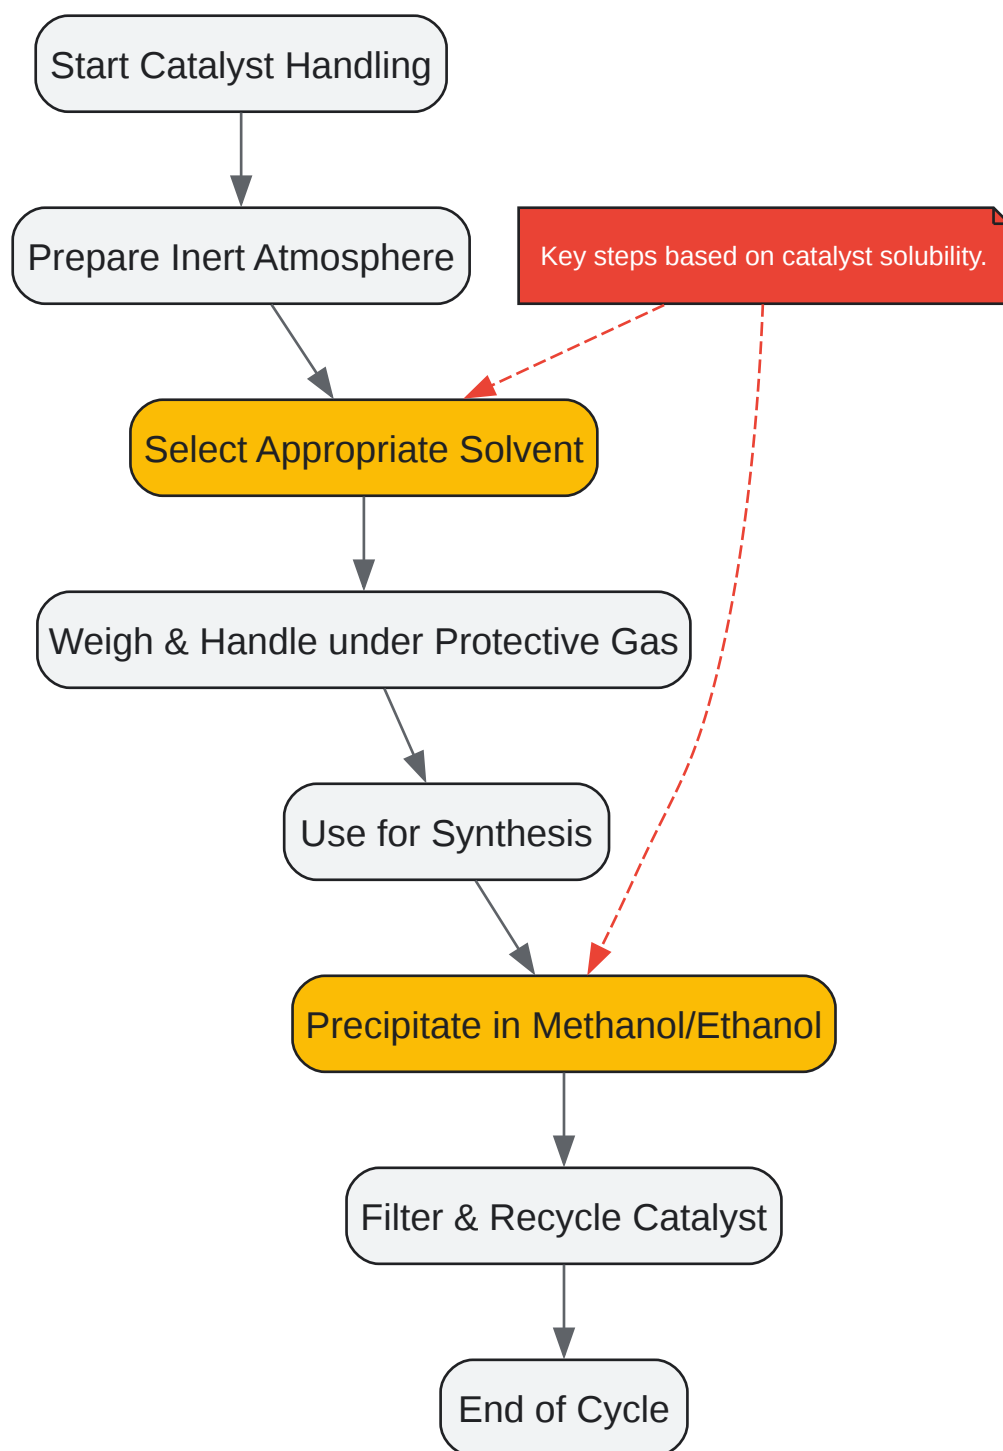 Start Catalyst Handling
Prepare Inert Atmosphere
Key steps based on catalyst solubility.
Select Appropriate Solvent
Weigh & Handle under Protective Gas
Use for Synthesis
Precipitate in Methanol/Ethanol
Filter & Recycle Catalyst
End of Cycle